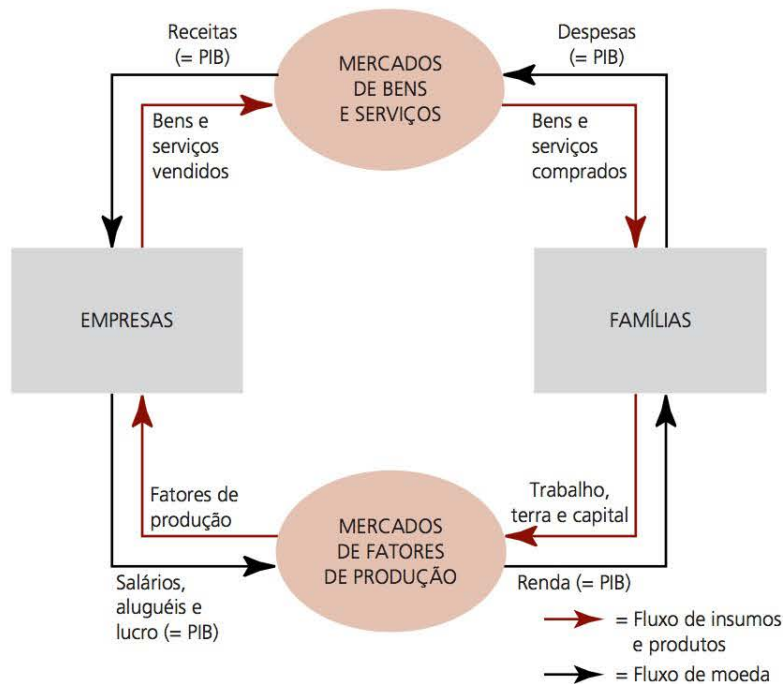 Receitas
(= PIB)
MERCADOS
DE BENS
E SERVIÇOS
Despesas
(= PIB)
Bens e
serviços
vendidos
Bens e
serviços
comprados
EMPRESAS
FAMÍLIAS
Fatores de
produção
MERCADOS
DE FATORES
DE PRODUÇÃO
Trabalho,
terra e capital
Salários,
aluguéis e
lucro (= PIB)
Renda (= PIB)
= Fluxo de insumos
e produtos
= Fluxo de moeda